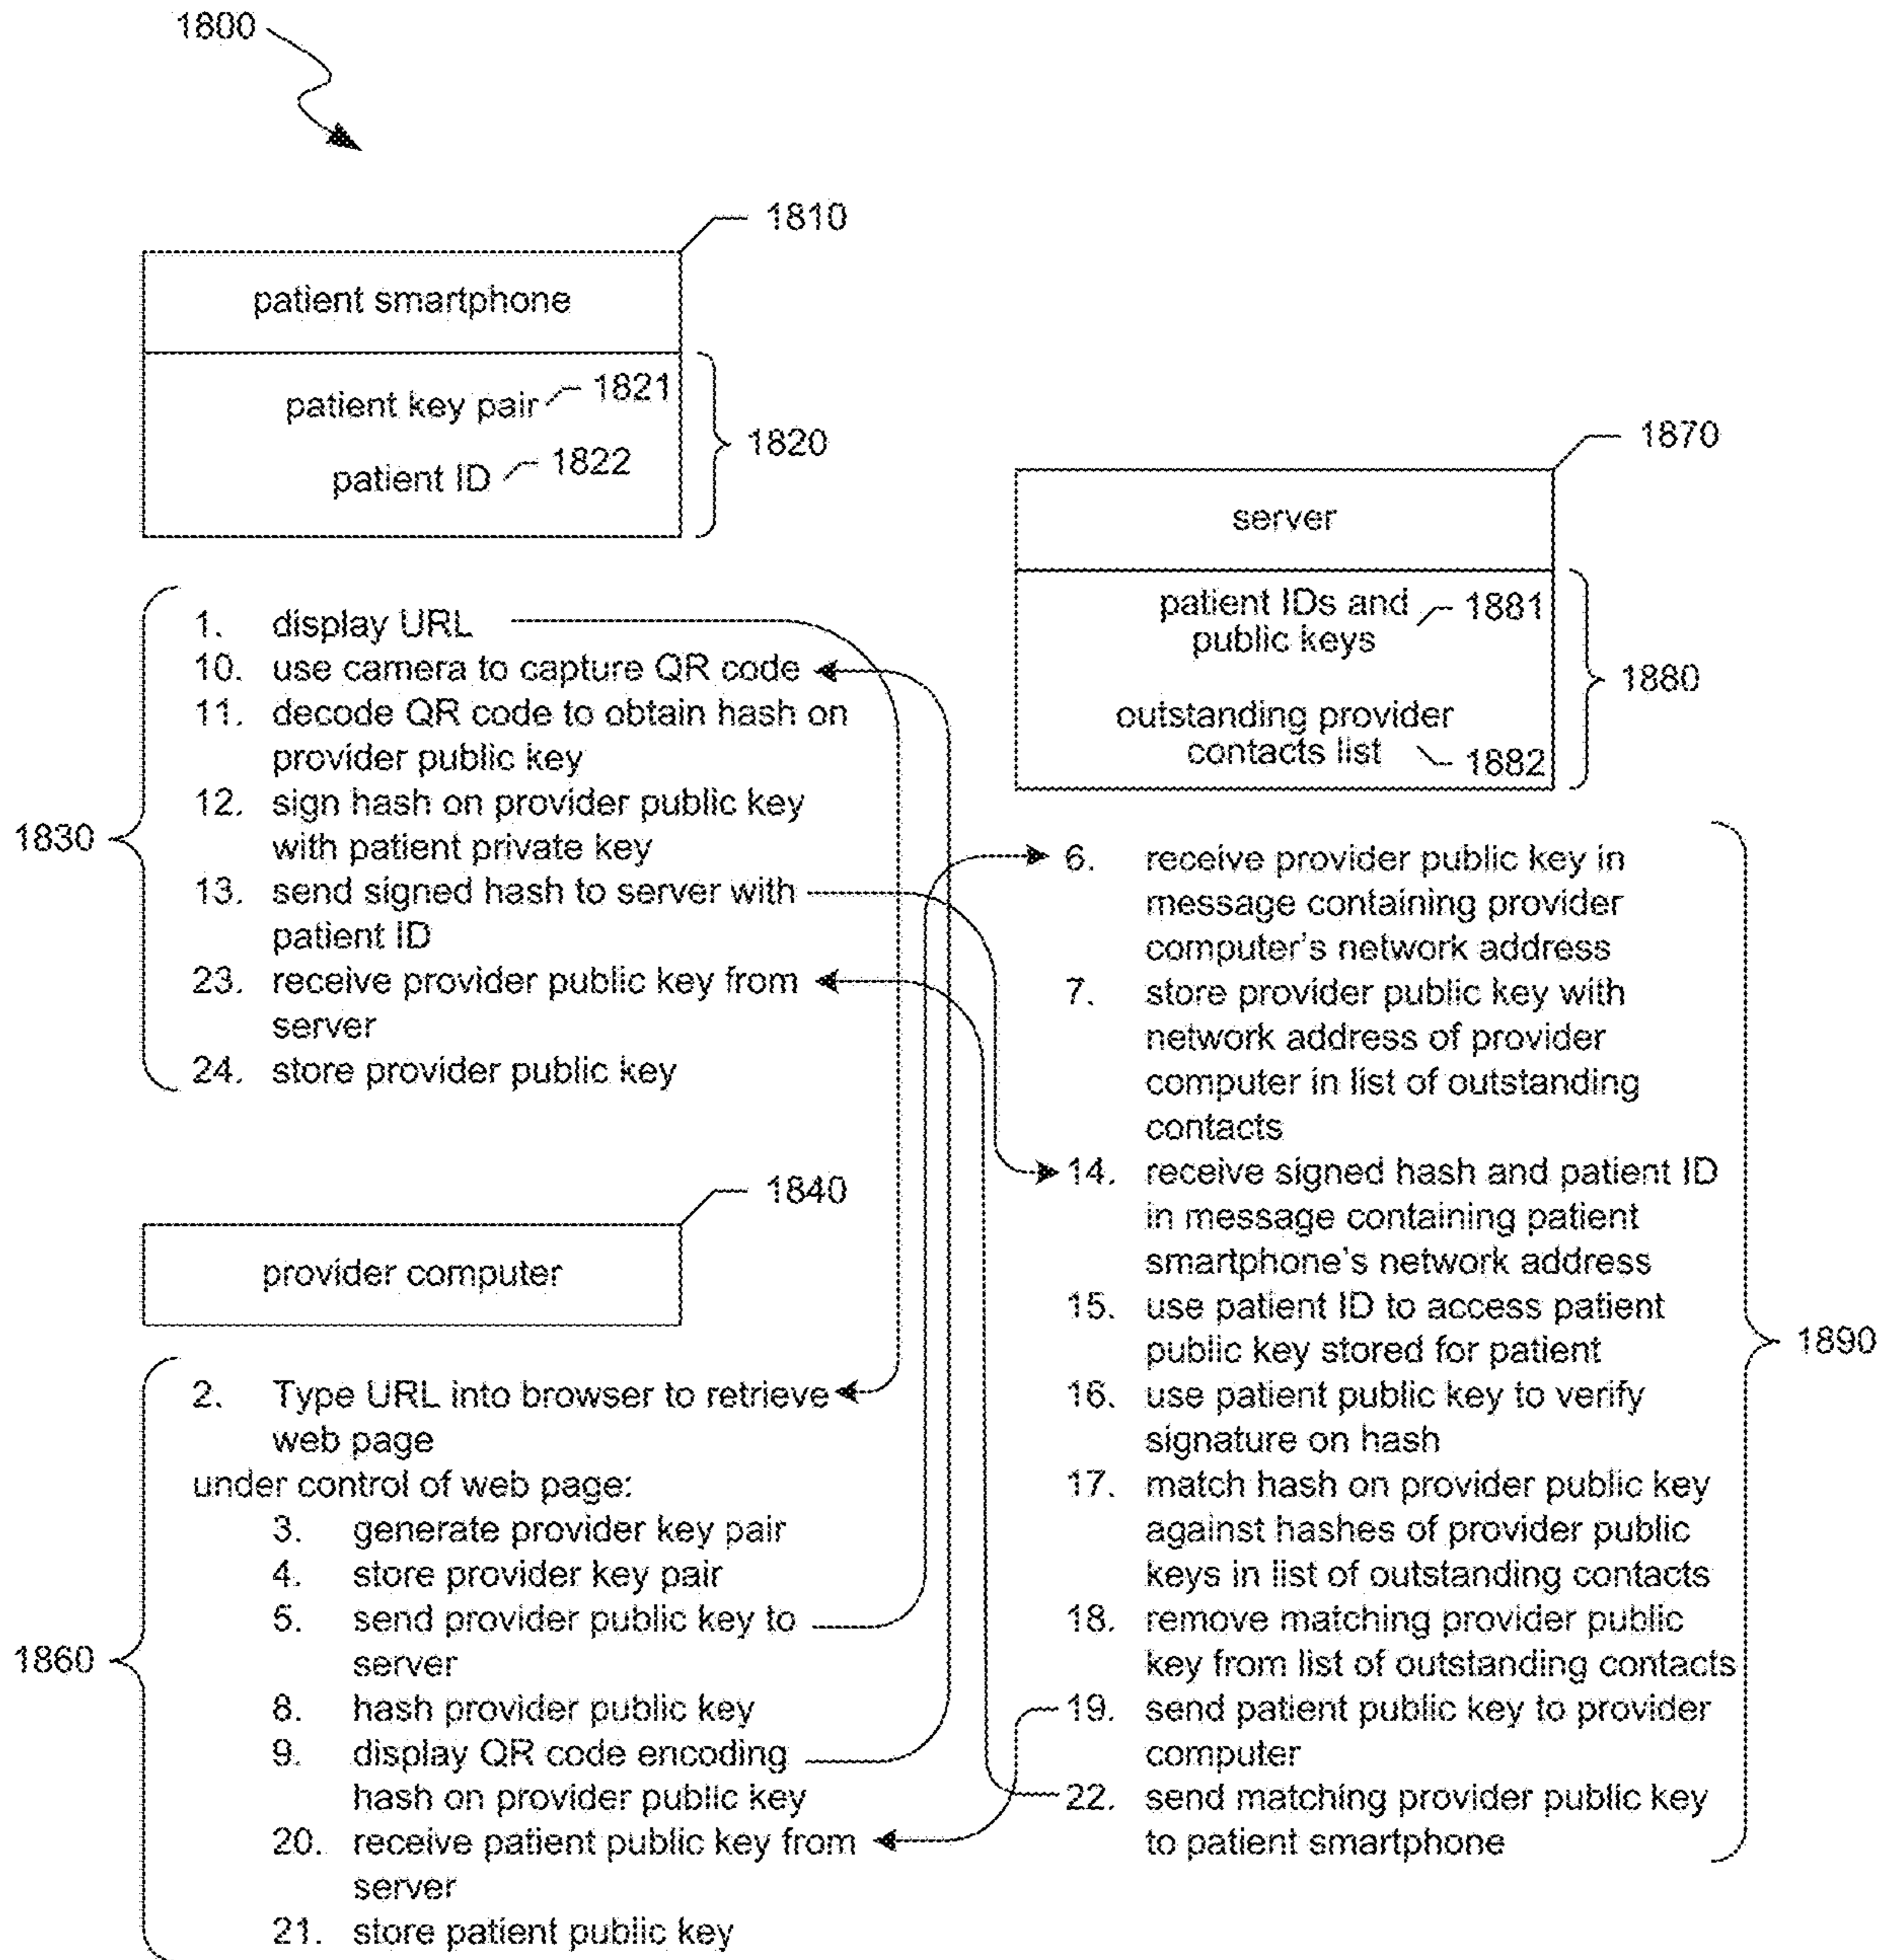 1800
1810
patient smartphone
patient key pair 1821
patient ID 1822
1820
1830
1. display URL
10. use camera to capture QR code
11. decode QR code to obtain hash on
provider public key
12. sign hash on provider public key
with patient private key
13. send signed hash to server with
patient ID
23. receive provider public key from
server
24. store provider public key
1840
provider computer
1860
2. Type URL into browser to retrieve
web page
under control of web page:
3. generate provider key pair
4. store provider key pair
5. send provider public key to
server
8. hash provider public key
9. display QR code encoding
hash on provider public key
20. receive patient public key from
server
21. store patient public key
1870
server
patient IDs and
public keys
1881
outstanding provider
contacts list
1882
1880
6. receive provider public key in
message containing provider
computer's network address
7. store provider public key with
network address of provider
computer in list of outstanding
contacts
14. receive signed hash and patient ID
in message containing patient
smartphone's network address
15. use patient ID to access patient
public key stored for patient
16. use patient public key to verify
signature on hash
17. match hash on provider public key
against hashes of provider public
keys in list of outstanding contacts
18. remove matching provider public
key from list of outstanding contacts
19. send patient public key to provider
computer
22. send matching provider public key
to patient smartphone
1890